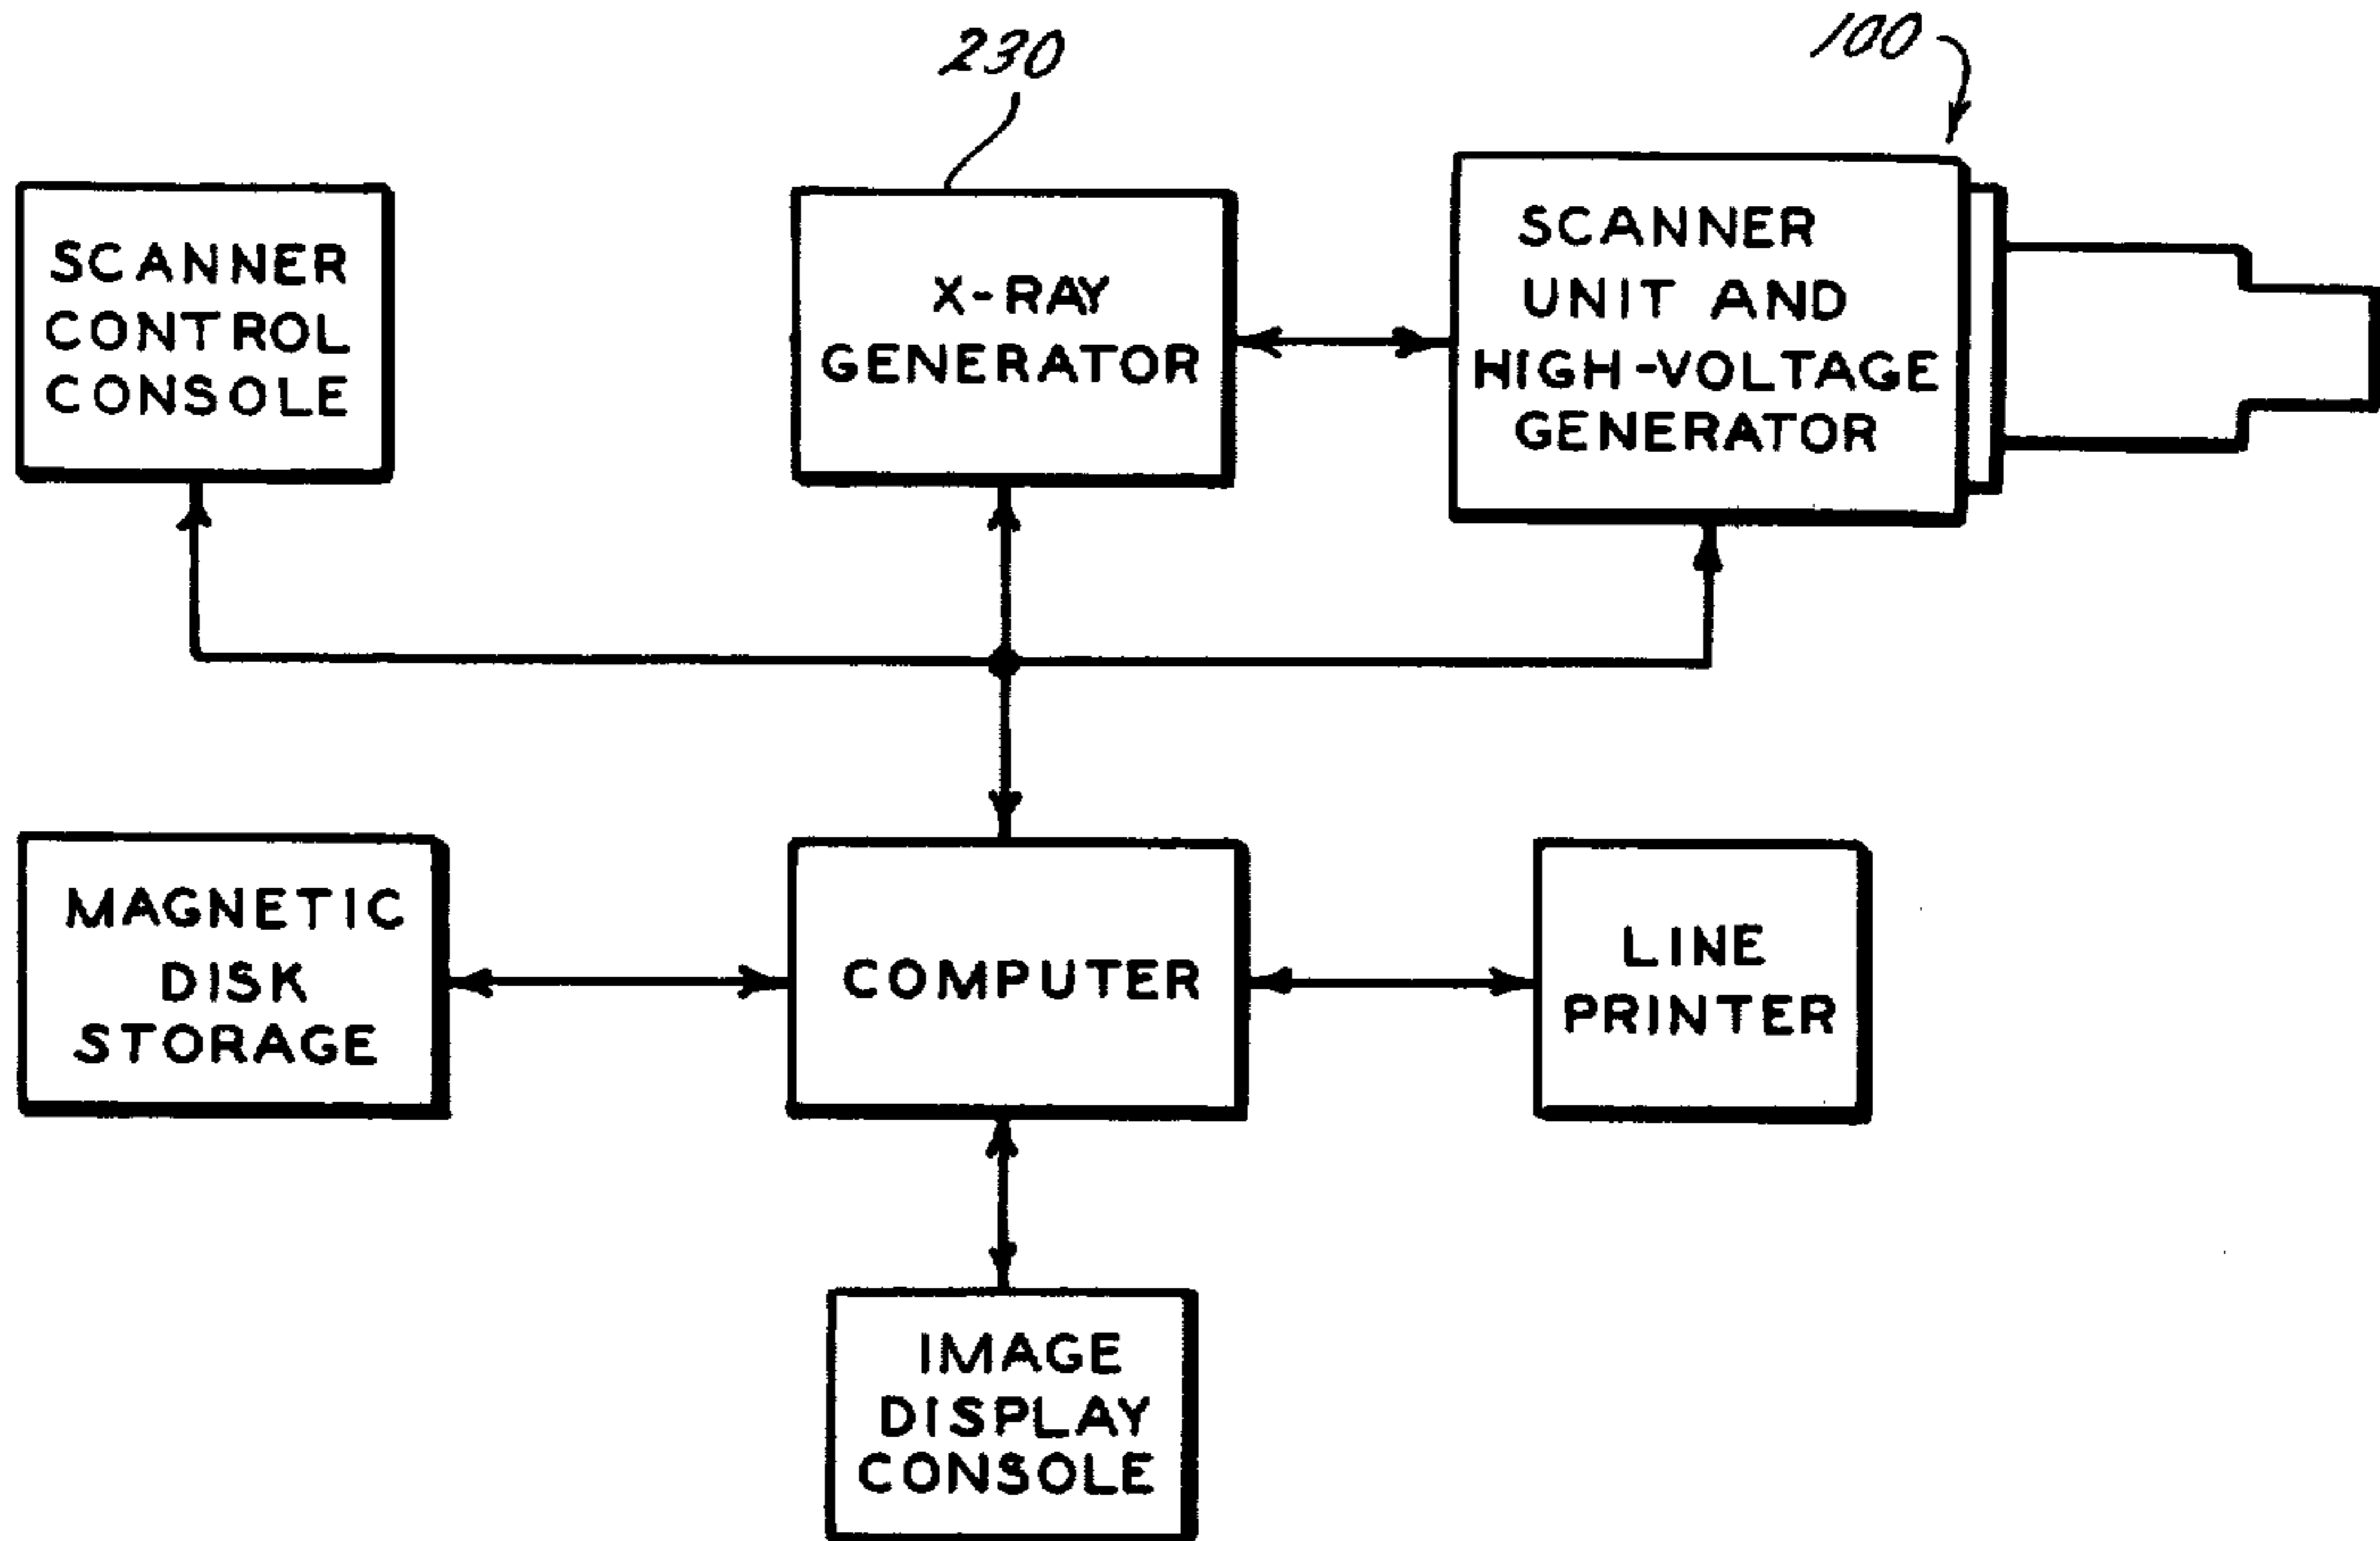 230
100
SCANNER
CONTROL
CONSOLE
X-RAY
GENERATOR
SCANNER
UNIT AND
HIGH-VOLTAGE
GENERATOR
MAGNETIC
DISK
STORAGE
COMPUTER
LINE
PRINTER
IMAGE
DISPLAY
CONSOLE